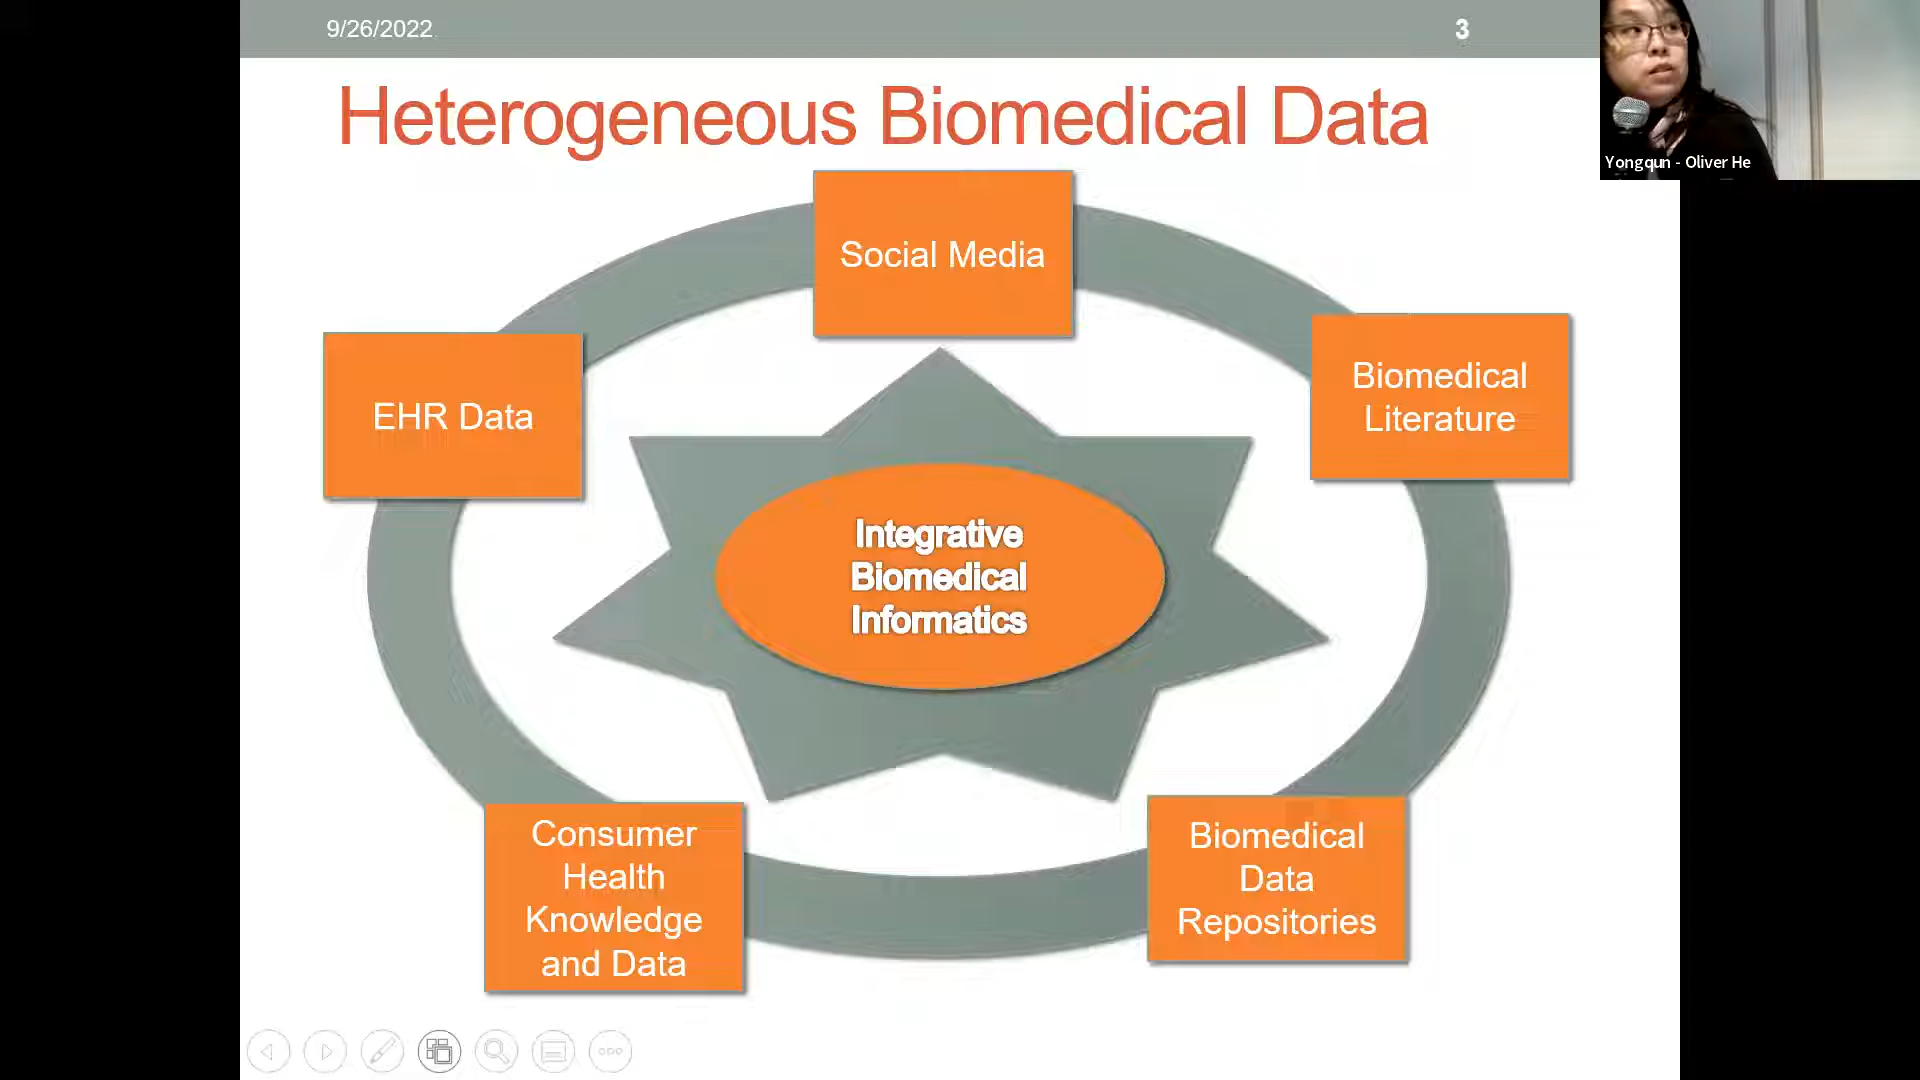 9/26/2022
3
Heterogeneous Biomedical Data
Yongqun - Oliver He
Social Media
Biomedical
Literature
EHR Data
Integrative
Biomedical
Informatics
Consumer
Health
Knowledge
and Data
Biomedical
Data
Repositories